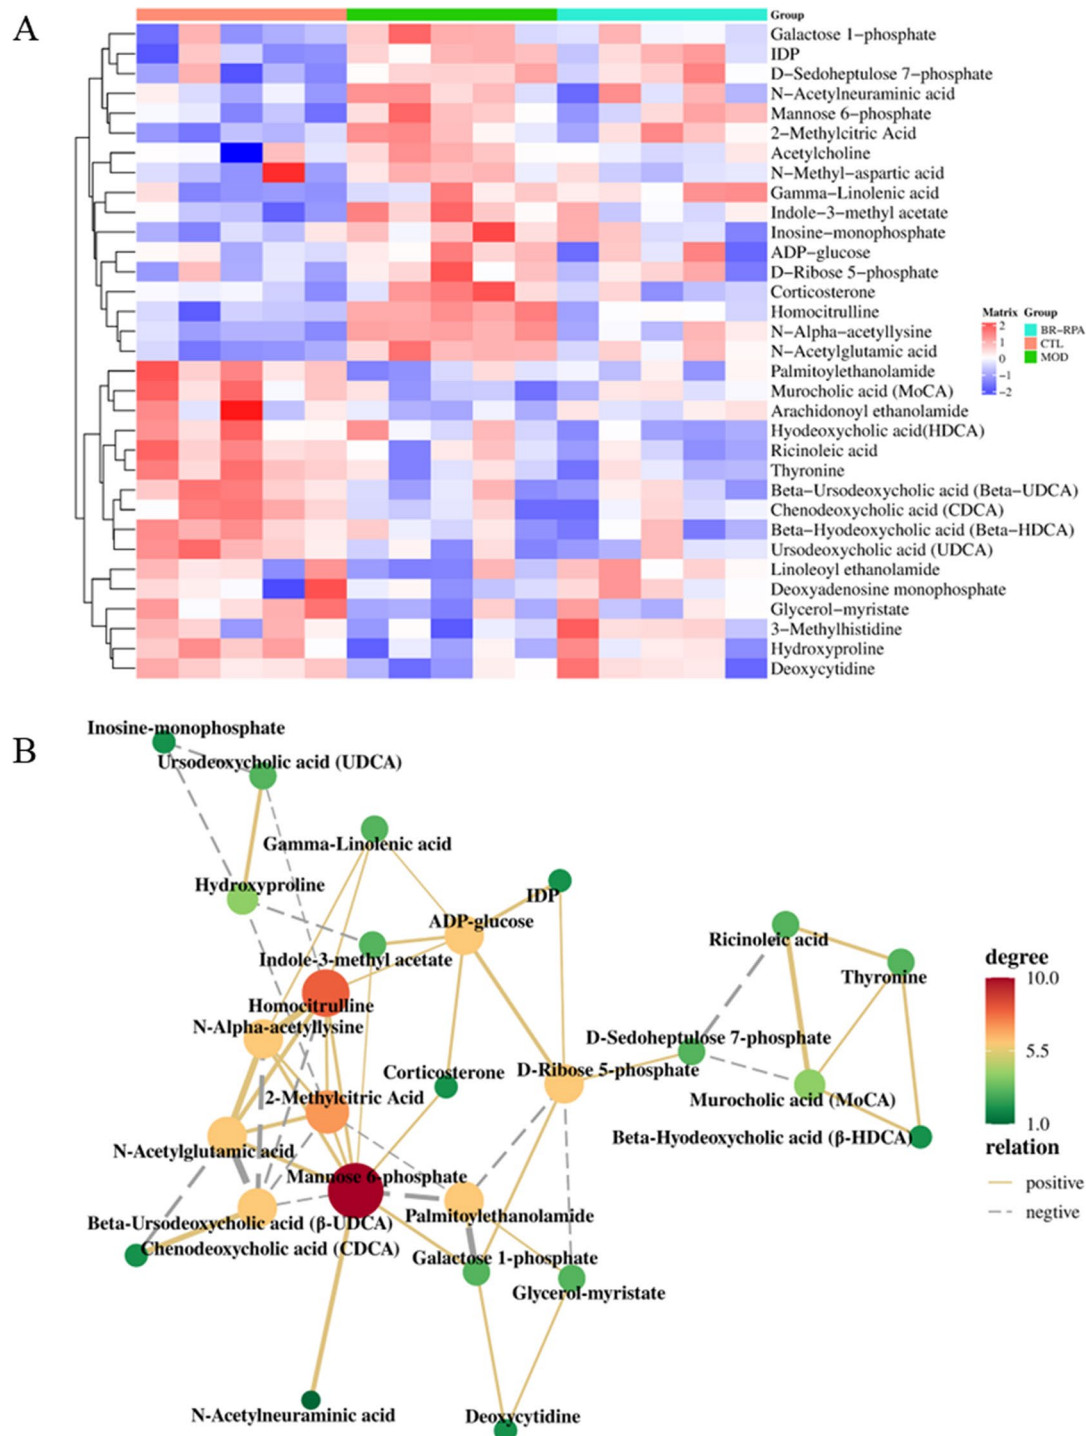 A
Group
Galactose 1−phosphate
IDP
D−Sedoheptulose 7−phosphate
N−Acetylneuraminic acid
Mannose 6−phosphate
2−Methylcitric Acid
Acetylcholine
N−Methyl−aspartic acid
Gamma−Linolenic acid
Indole−3−methyl acetate
Inosine−monophosphate
ADP−glucose
D−Ribose 5−phosphate
Corticosterone
Homocitrulline
N−Alpha−acetyllysine
N−Acetylglutamic acid
Palmitoylethanolamide
Murocholic acid (MoCA)
Arachidonoyl ethanolamide
Hyodeoxycholic acid(HDCA)
Ricinoleic acid
Thyronine
Beta−Ursodeoxycholic acid (Beta−UDCA)
Chenodeoxycholic acid (CDCA)
Beta−Hyodeoxycholic acid (Beta−HDCA)
Ursodeoxycholic acid (UDCA)
Linoleoyl ethanolamide
Deoxyadenosine monophosphate
Glycerol−myristate
3−Methylhistidine
Hydroxyproline
Deoxycytidine
Matrix Group
2 BR−RPA
1 CTL
0 MOD
−1
−2
B
Inosine-monophosphate
Ursodeoxycholic acid (UDCA)
Gamma-Linolenic acid
Hydroxyproline
IDP
ADP-glucose
Ricinoleic acid
Indole-3-methyl acetate
Thyronine
Homocitrulline
N-Alpha-acetyllysine
D-Sedoheptulose 7-phosphate
Corticosterone
D-Ribose 5-phosphate
2-Methylcitric Acid
Murocholic acid (MoCA)
Beta-Hyodeoxycholic acid (β-HDCA)
N-Acetylglutamic acid
Mannose 6-phosphate
Palmitoylethanolamide
Beta-Ursodeoxycholic acid (β-UDCA)
Chenodeoxycholic acid (CDCA)
Galactose 1-phosphate
Glycerol-myristate
N-Acetylneuraminic acid
Deoxycytidine
degree
10.0
5.5
1.0
relation
positive
negtive